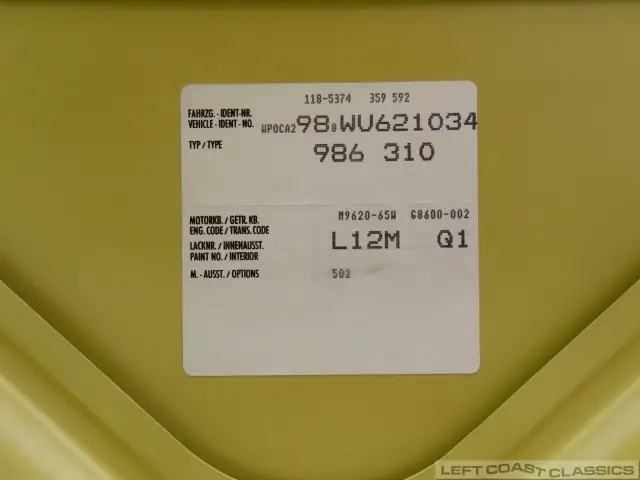 118-5374 359 592
FAHRZG. - IDENT-NR.
VEHICLE - IDENT - NO. WP0CA2988WU621034
TYP / TYPE 986 310
MOTORKB. / GETR. KB. M9620-65W G8600-002
ENG. CODE / TRANS. CODE
LACKNR. / INNENAUSST. L12M Q1
PAINT NO. / INTERIOR
M. - AUSST. / OPTIONS 502
LEFT COAST CLASSICS